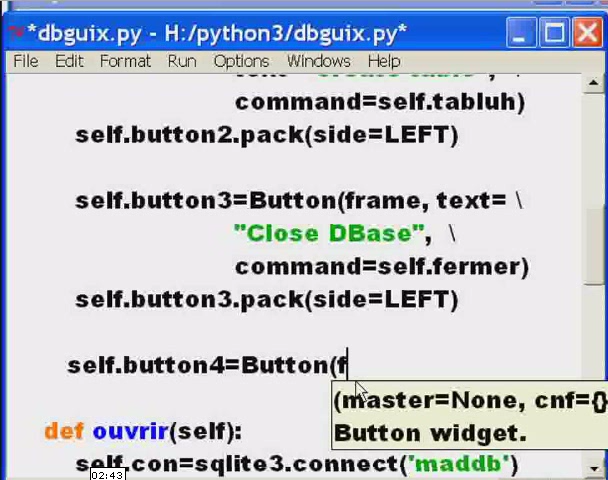 *dbguix.py - H:/python3/dbguix.py*
File Edit Format Run Options Windows Help
command=self.tabluh)
self.button2.pack(side=LEFT)
self.button3=Button(frame, text= \
"Close DBase", \
command=self.fermer)
self.button3.pack(side=LEFT)
self.button4=Button(f
(master=None, cnf={}
Button widget.
def ouvrir(self):
self.con=sqlite3.connect('maddb')
02:43